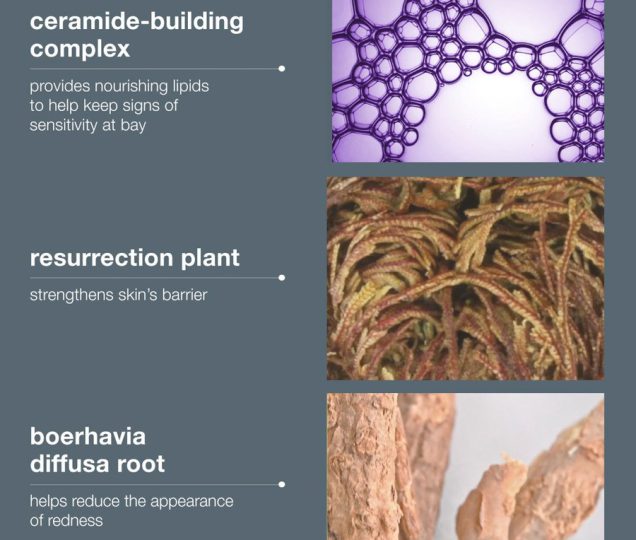 ceramide-building
complex
provides nourishing lipids
to help keep signs of
sensitivity at bay
resurrection plant
strengthens skin's barrier
boerhavia
diffusa root
helps reduce the appearance
of redness